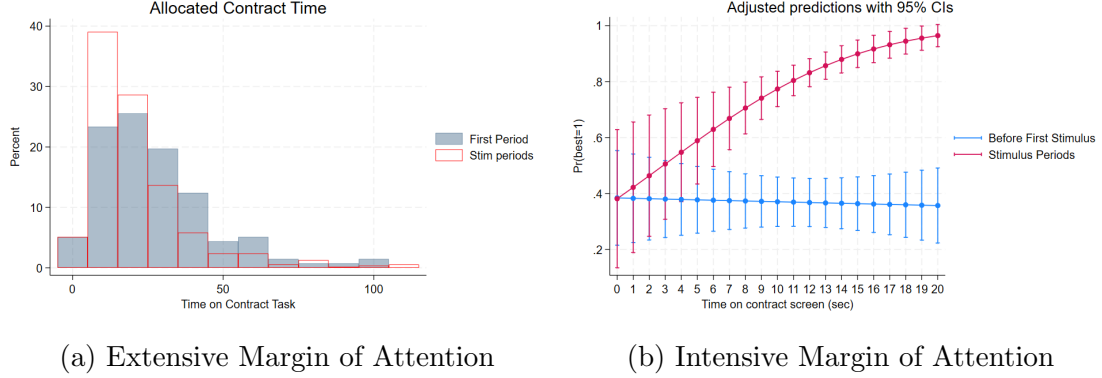 Allocated Contract Time
40
30
20
10
0
Percent
0 50 100
Time on Contract Task
First Period
Stim periods
(a) Extensive Margin of Attention
Adjusted predictions with 95% CIs
1
.8
.6
.4
.2
Pr(best=1)
0 1 2 3 4 5 6 7 8 9 10 11 12 13 14 15 16 17 18 19 20
Time on contract screen (sec)
Before First Stimulus
Stimulus Periods
(b) Intensive Margin of Attention